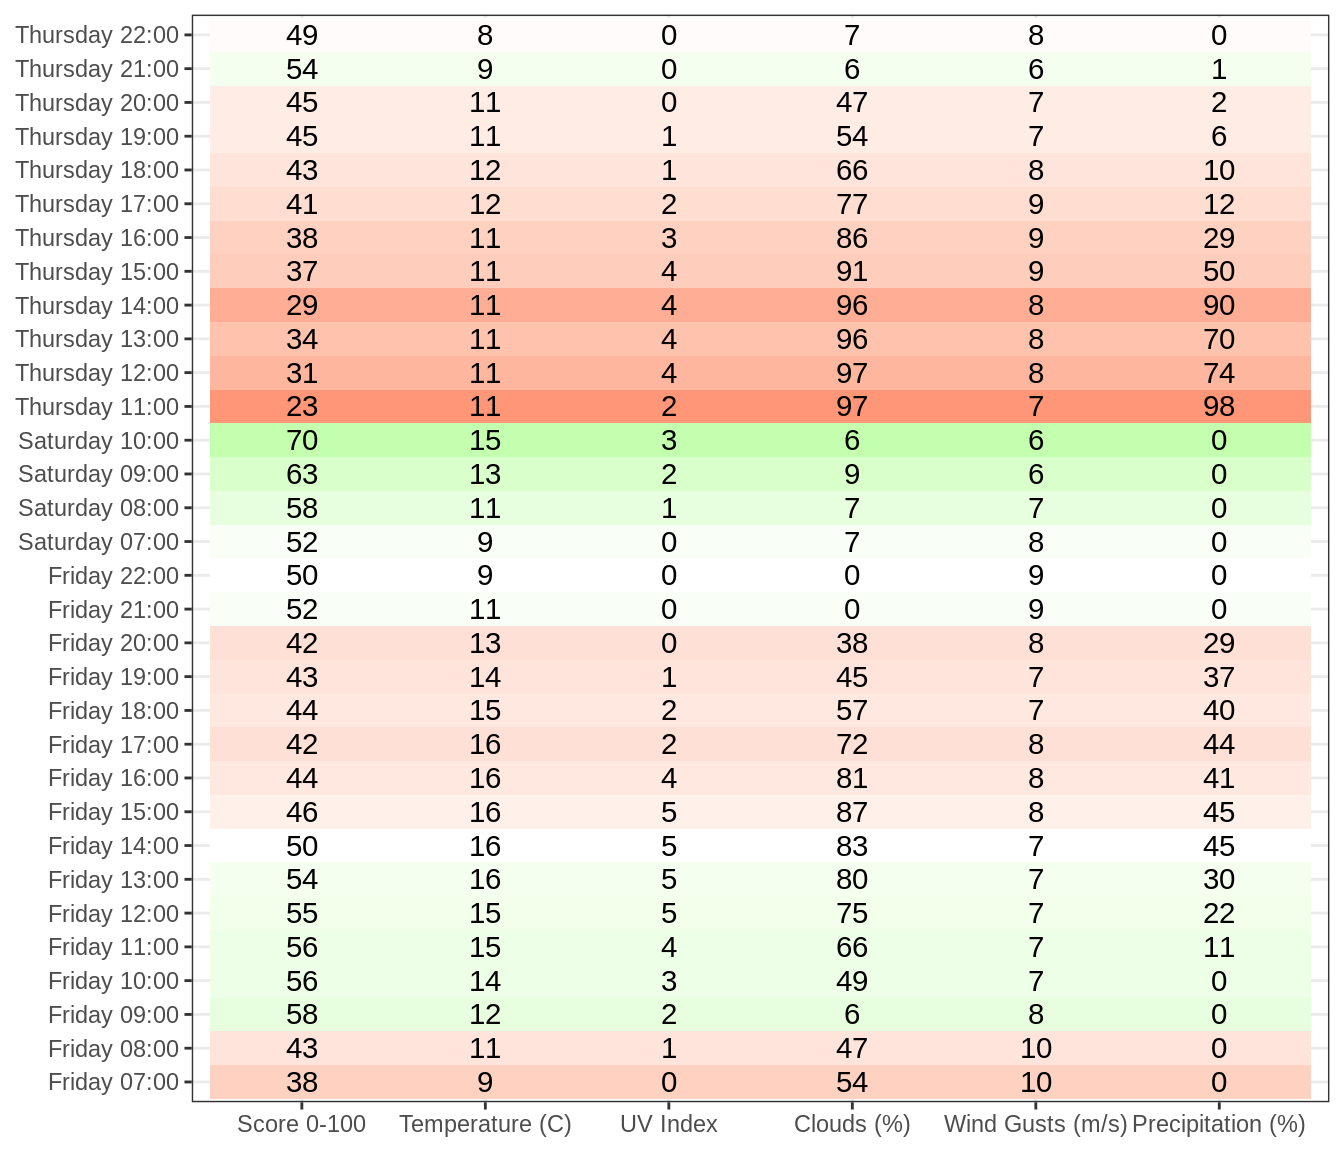 Thursday 22:00 49 8 0 7 8 0
Thursday 21:00 54 9 0 6 6 1
Thursday 20:00 45 11 0 47 7 2
Thursday 19:00 45 11 1 54 7 6
Thursday 18:00 43 12 1 66 8 10
Thursday 17:00 41 12 2 77 9 12
Thursday 16:00 38 11 3 86 9 29
Thursday 15:00 37 11 4 91 9 50
Thursday 14:00 29 11 4 96 8 90
Thursday 13:00 34 11 4 96 8 70
Thursday 12:00 31 11 4 97 8 74
Thursday 11:00 23 11 2 97 7 98
Saturday 10:00 70 15 3 6 6 0
Saturday 09:00 63 13 2 9 6 0
Saturday 08:00 58 11 1 7 7 0
Saturday 07:00 52 9 0 7 8 0
Friday 22:00 50 9 0 0 9 0
Friday 21:00 52 11 0 0 9 0
Friday 20:00 42 13 0 38 8 29
Friday 19:00 43 14 1 45 7 37
Friday 18:00 44 15 2 57 7 40
Friday 17:00 42 16 2 72 8 44
Friday 16:00 44 16 4 81 8 41
Friday 15:00 46 16 5 87 8 45
Friday 14:00 50 16 5 83 7 45
Friday 13:00 54 16 5 80 7 30
Friday 12:00 55 15 5 75 7 22
Friday 11:00 56 15 4 66 7 11
Friday 10:00 56 14 3 49 7 0
Friday 09:00 58 12 2 6 8 0
Friday 08:00 43 11 1 47 10 0
Friday 07:00 38 9 0 54 10 0
Score 0-100 Temperature (C) UV Index Clouds (%) Wind Gusts (m/s) Precipitation (%)